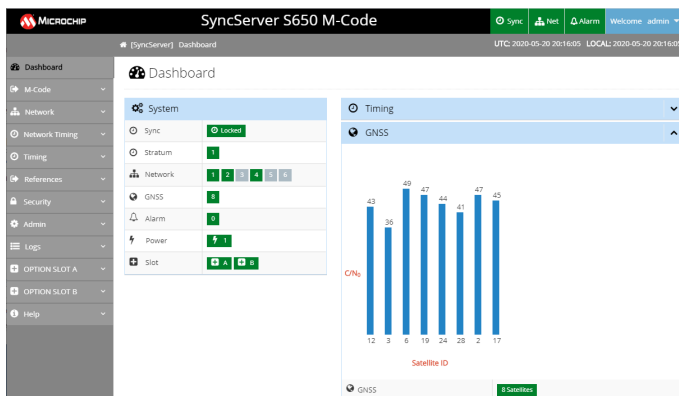 MICROCHIP
SyncServer S650 M-Code
Sync
Net
Alarm
Welcome admin
[SyncServer] Dashboard
UTC: 2020-05-20 20:16:05 LOCAL: 2020-05-20 20:16:05
Dashboard
M-Code
Network
Network Timing
Timing
References
Security
Admin
Logs
OPTION SLOT A
OPTION SLOT B
Help
Dashboard
System
Sync Locked
Stratum 1
Network 1 2 3 4 5 6
GNSS 8
Alarm 0
Power 1
Slot A B
Timing
GNSS
43 36 49 47 44 41 47 45
C/N0
12 3 6 19 24 28 2 17
Satellite ID
GNSS 8 Satellites